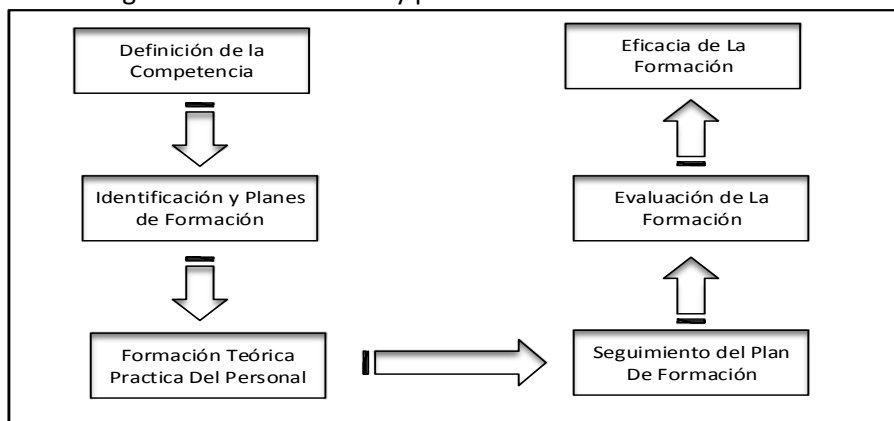 Definición de la
Competencia
Identificación y Planes
de Formación
Formación Teórica
Practica Del Personal
Seguimiento del Plan
De Formación
Evaluación de La
Formación
Eficacia de La
Formación